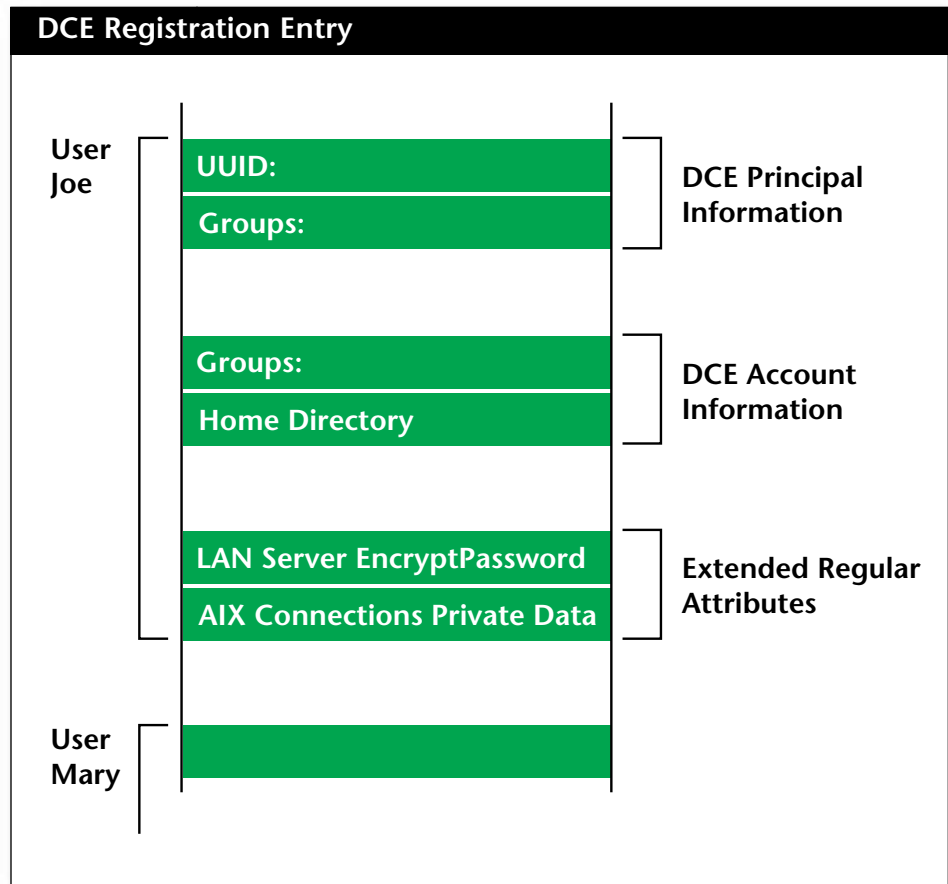 DCE Registration Entry
User
Joe
UUID:
Groups:
DCE Principal
Information
Groups:
Home Directory
DCE Account
Information
LAN Server EncryptPassword
AIX Connections Private Data
Extended Regular
Attributes
User
Mary